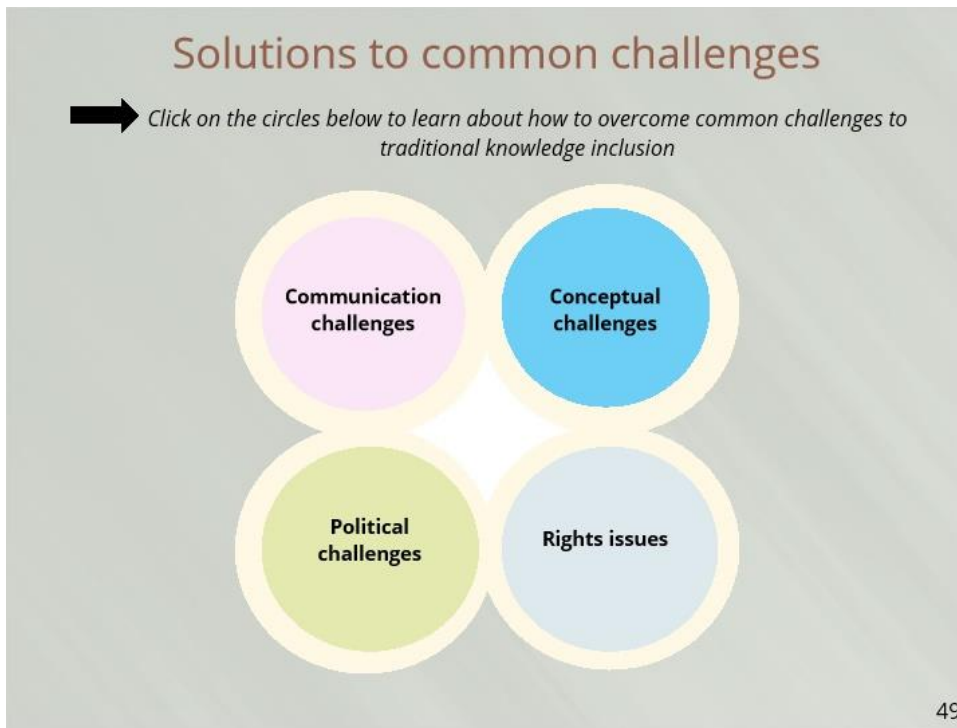 Solutions to common challenges
Click on the circles below to learn about how to overcome common challenges to
traditional knowledge inclusion
Communication
challenges
Conceptual
challenges
Political
challenges
Rights issues
49